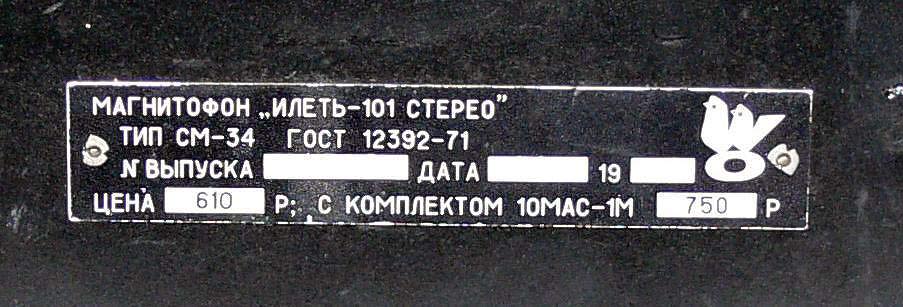 МАГНИТОФОН „ИЛЕТЬ-101 СТЕРЕО"
ТИП СМ-34 ГОСТ 12392-71
N ВЫПУСКА ДАТА 19
ЦЕНА 610 Р; С КОМПЛЕКТОМ 10МАС-1М 750 Р